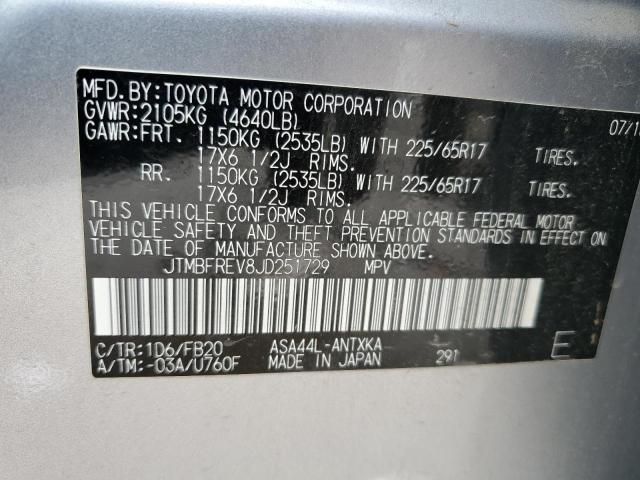 MFD. BY: TOYOTA MOTOR CORPORATION
GVWR: 2105KG (4640LB) 07/1
GAWR: FRT. 1150KG (2535LB) WITH 225/65R17 TIRES.
17X6 1/2J RIMS.
RR. 1150KG (2535LB) WITH 225/65R17 TIRES.
17X6 1/2J RIMS.
THIS VEHICLE CONFORMS TO ALL APPLICABLE FEDERAL MOTOR
VEHICLE SAFETY AND THEFT PREVENTION STANDARDS IN EFFECT ON
THE DATE OF MANUFACTURE SHOWN ABOVE.
JTMBFREV8JD251729 MPV
C/TR: 1D6/FB20 ASA44L-ANTXKA
A/TM: -03A/U760F MADE IN JAPAN 291 E